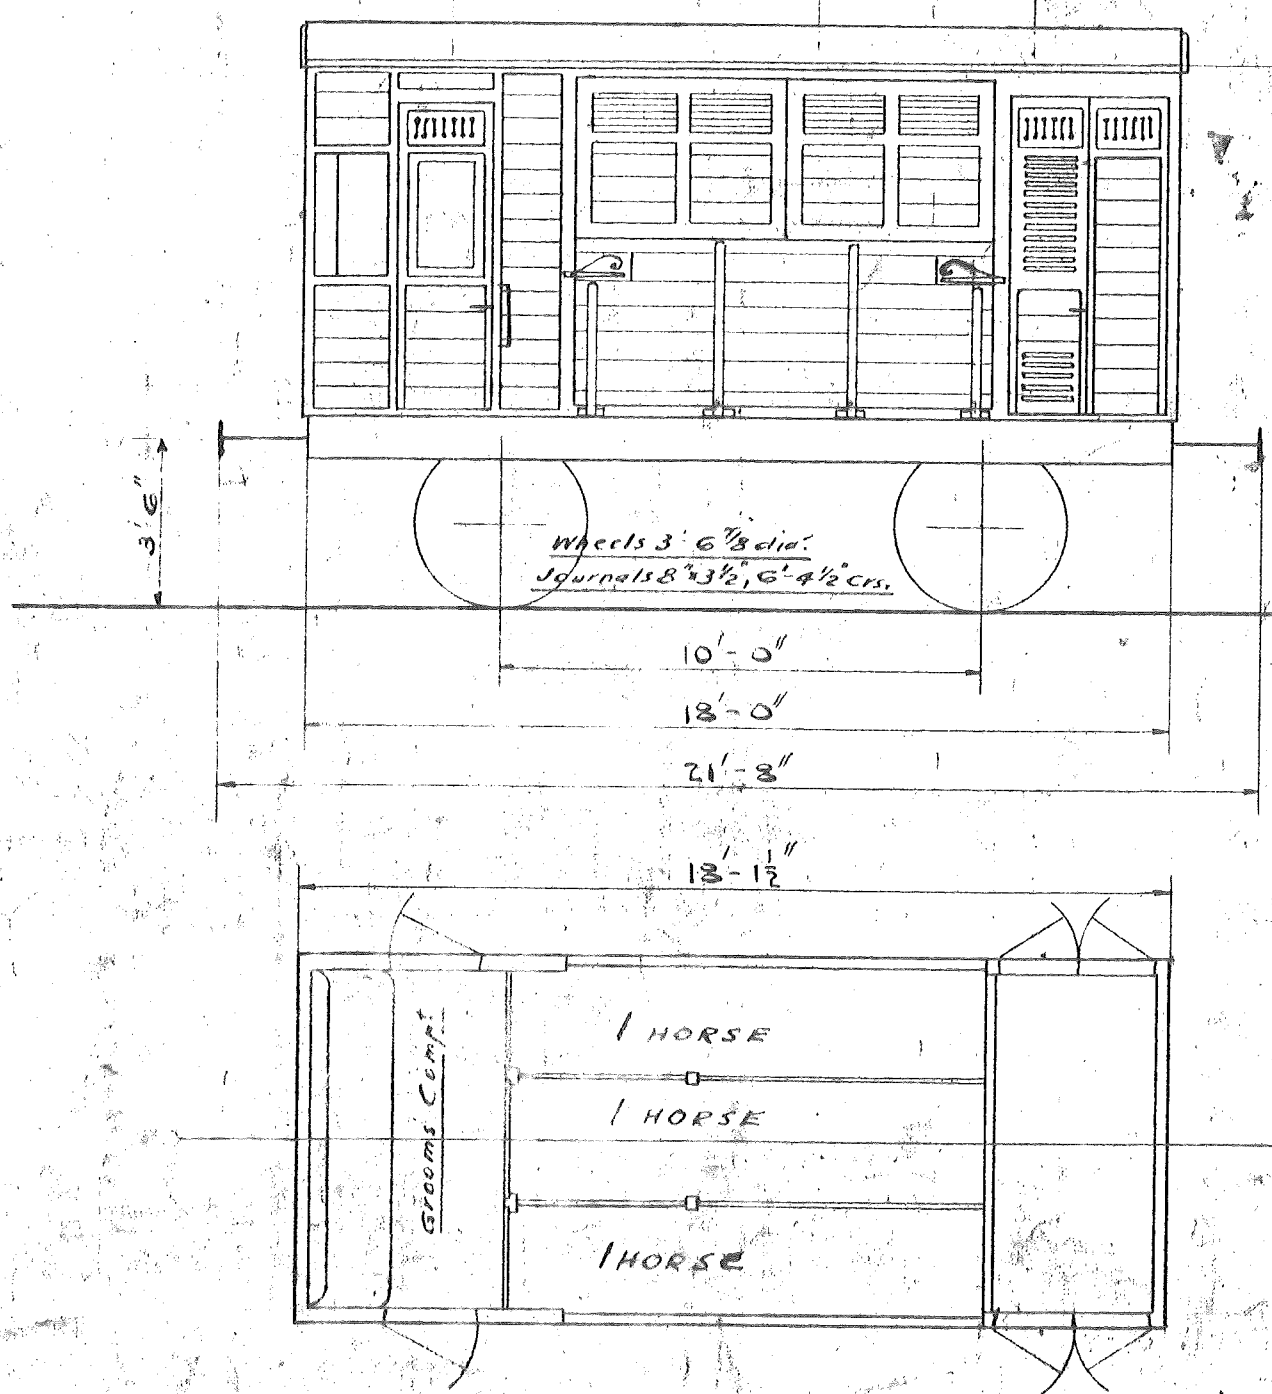 3' 6"
Wheels 3' 6 7/8 dia.
Journals 8" x 3 1/2", 6'-4 1/2" Crs.
10'-0"
18'-0"
21'-8"
18'-1 1/2"
Grooms Compt
1 HORSE
1 HORSE
1 HORSE